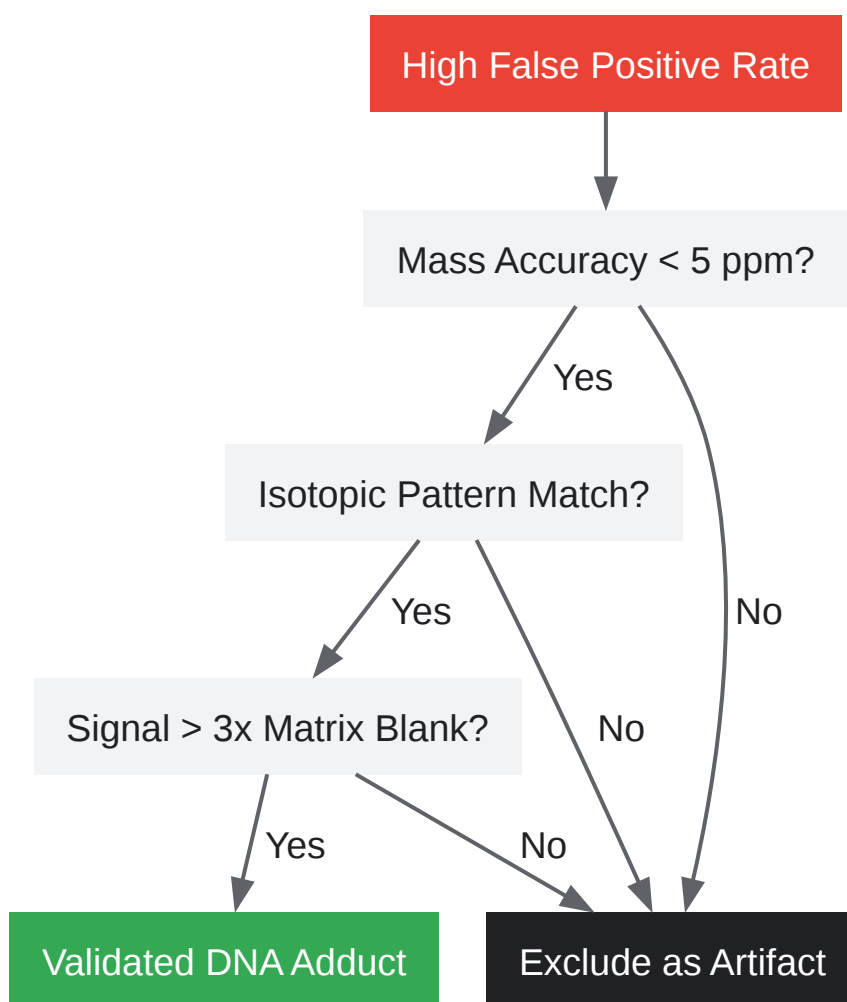 High False Positive Rate
Mass Accuracy < 5 ppm?
Yes
Isotopic Pattern Match?
Yes
No
Signal > 3x Matrix Blank?
No
Yes
No
Validated DNA Adduct
Exclude as Artifact